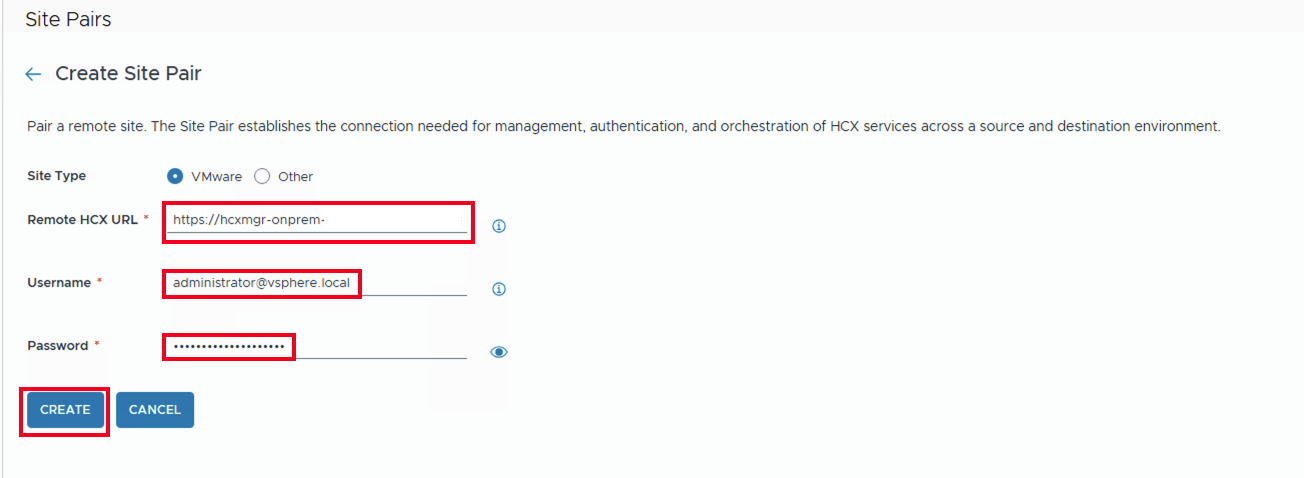 Site Pairs
Create Site Pair
Pair a remote site. The Site Pair establishes the connection needed for management, authentication, and orchestration of HCX services across a source and destination environment.
Site Type VMware Other
Remote HCX URL * https://hcxmgr-onprem-
Username * administrator@vsphere.local
Password * ••••••••••••••••••••
CREATE CANCEL